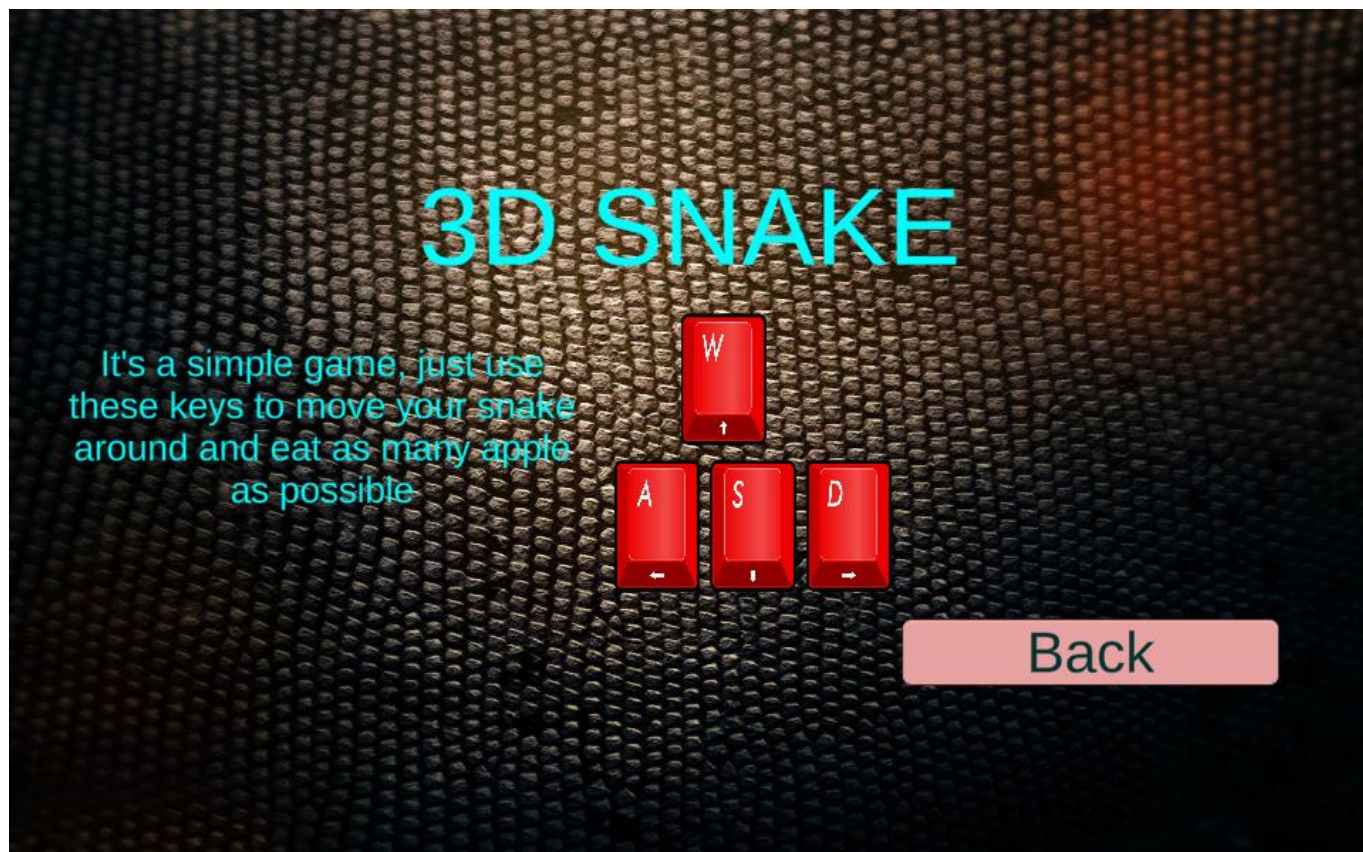 3D SNAKE
It's a simple game, just use
these keys to move your snake
around and eat as many apple
as possible
W
A S D
Back